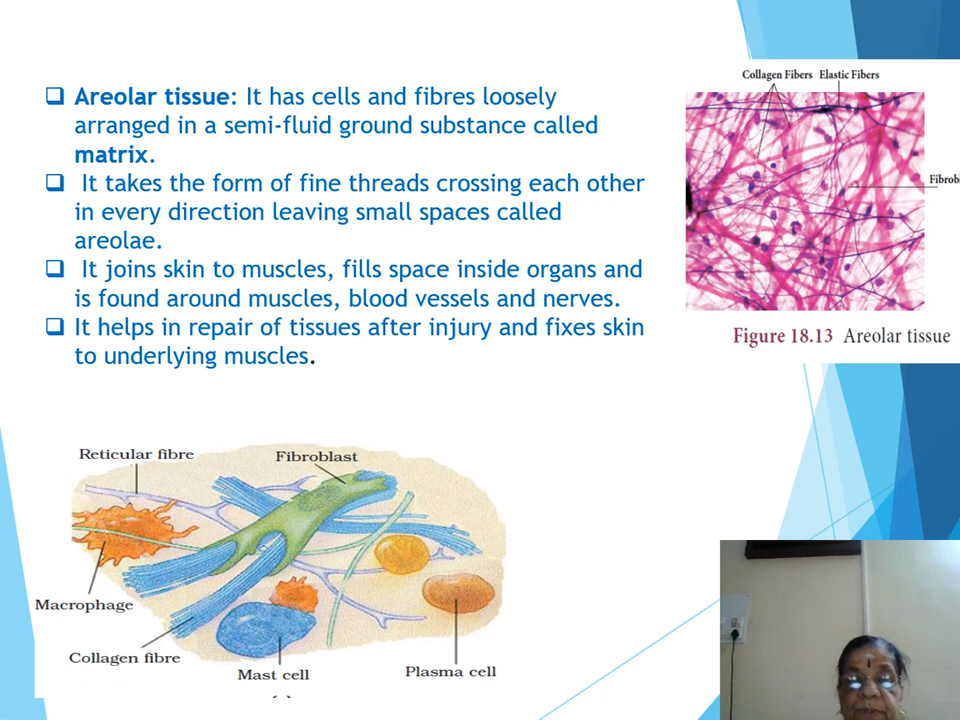 ❑ Areolar tissue: It has cells and fibres loosely
arranged in a semi-fluid ground substance called
matrix.
❑ It takes the form of fine threads crossing each other
in every direction leaving small spaces called
areolae.
❑ It joins skin to muscles, fills space inside organs and
is found around muscles, blood vessels and nerves.
❑ It helps in repair of tissues after injury and fixes skin
to underlying muscles.
Collagen Fibers Elastic Fibers
Fibrobl
Figure 18.13 Areolar tissue
Reticular fibre
Fibroblast
Macrophage
Collagen fibre
Mast cell
Plasma cell